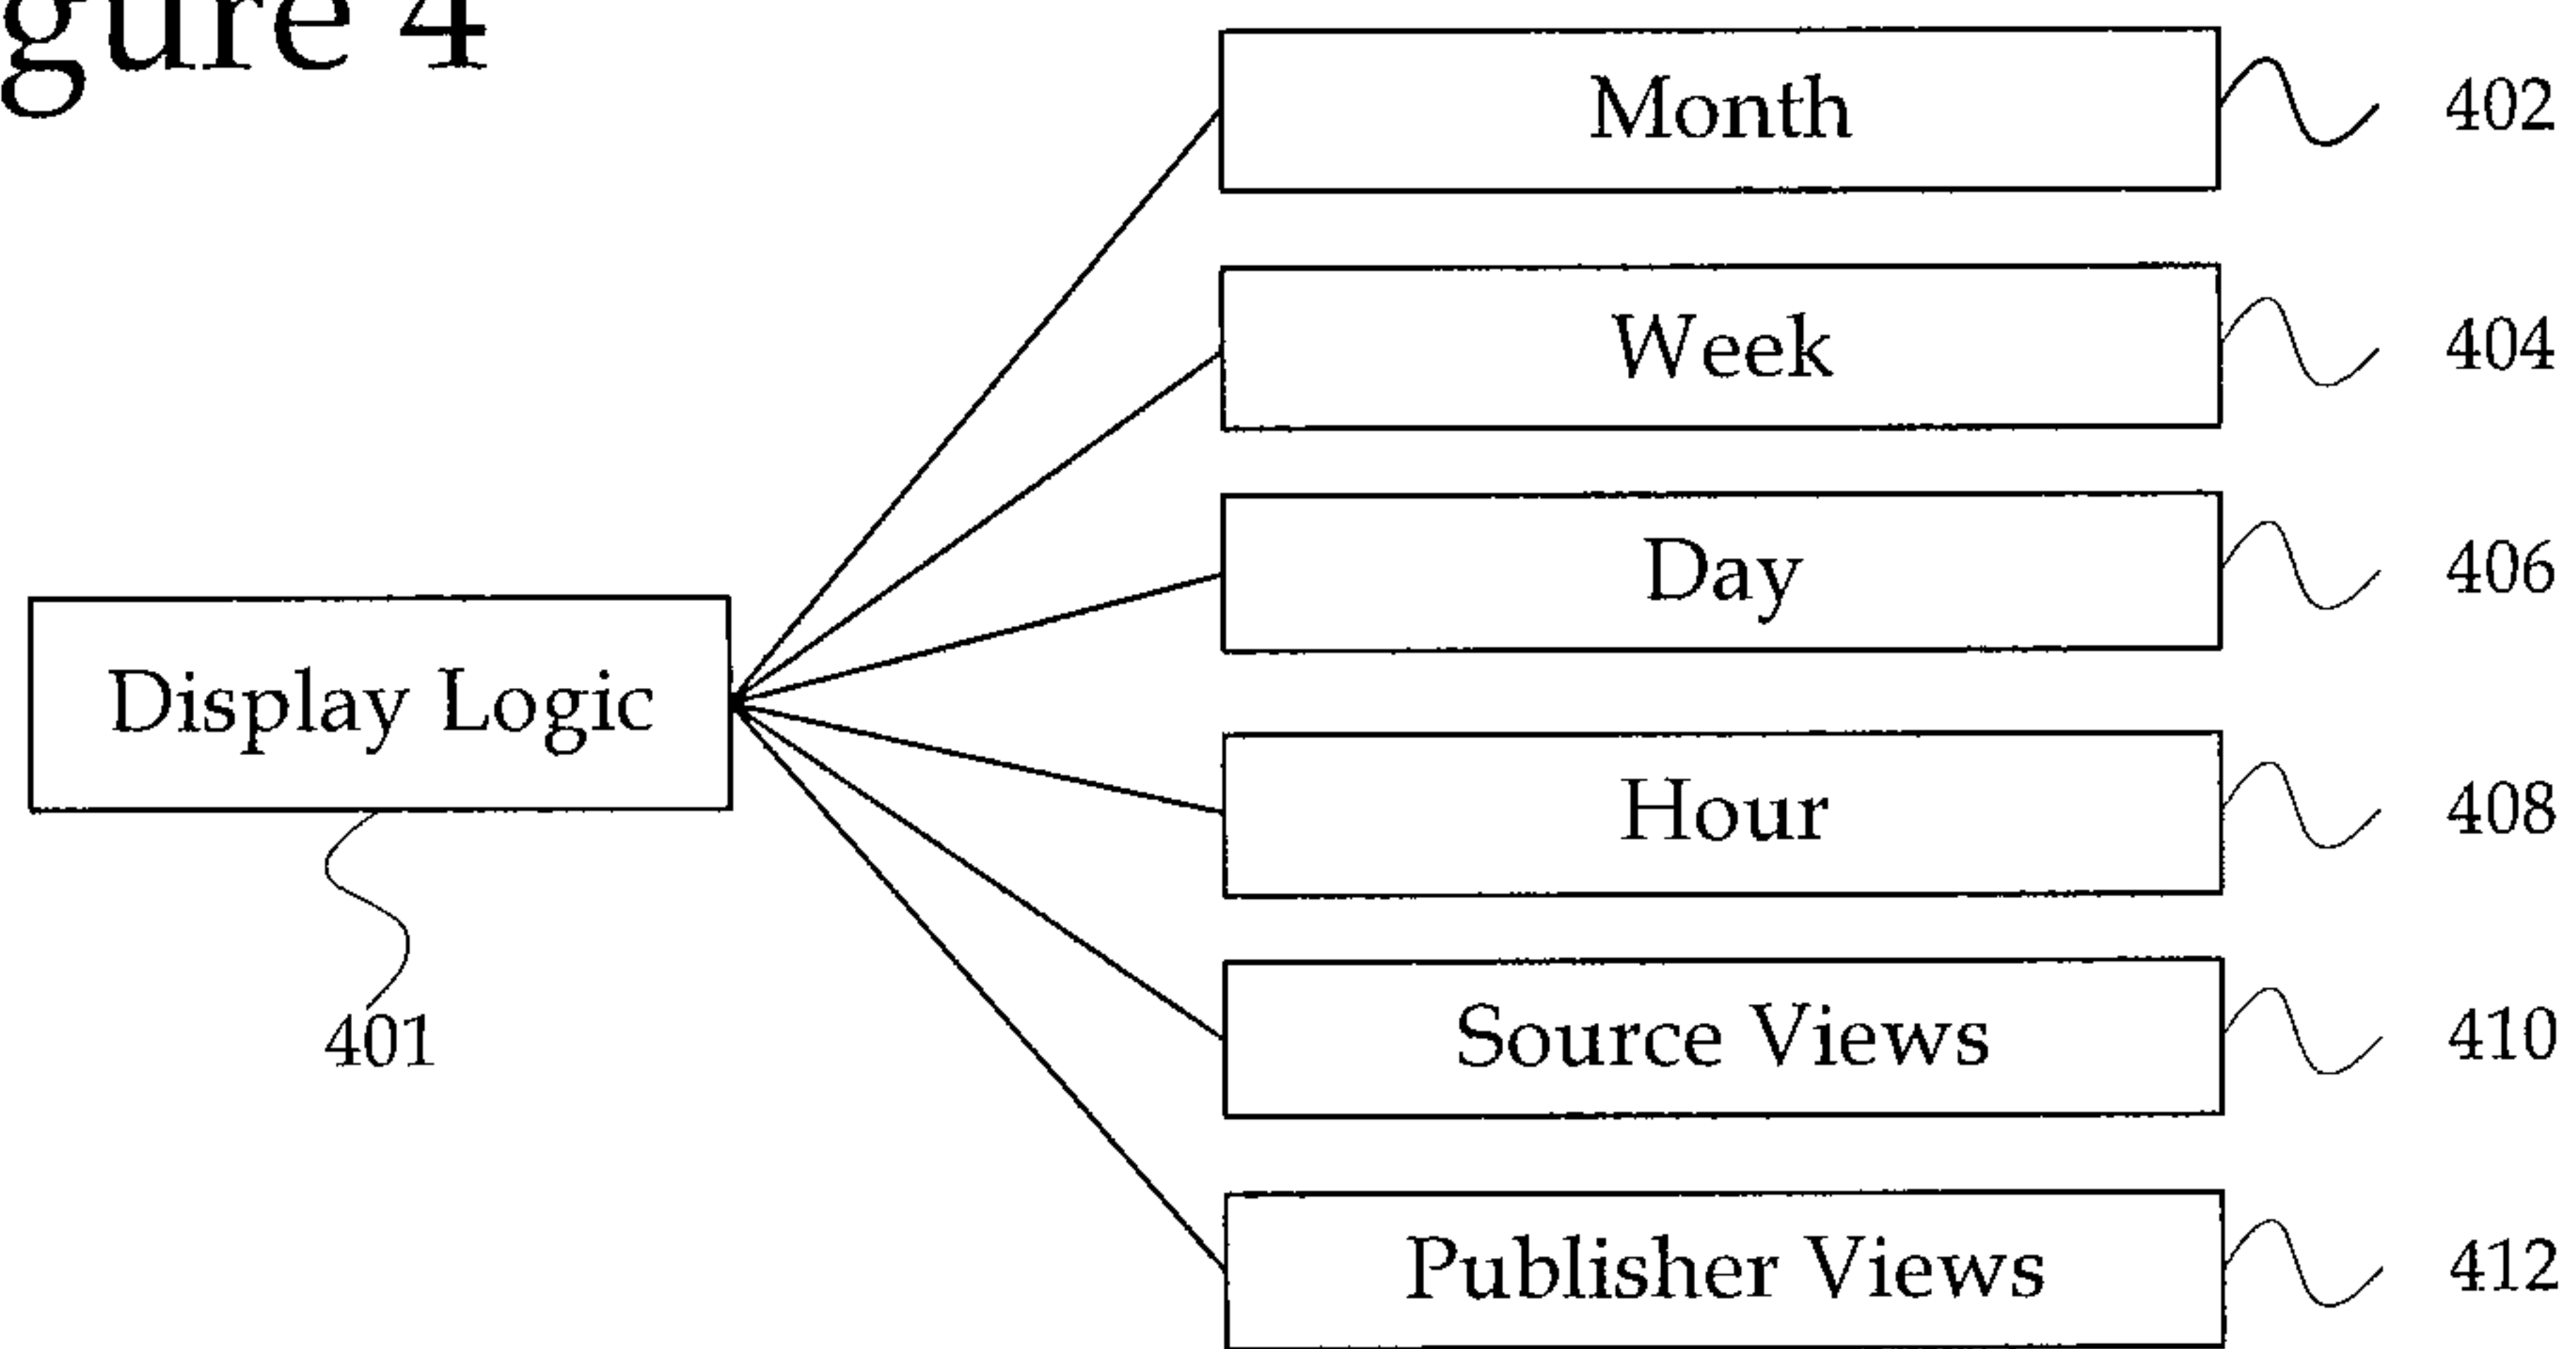 gure 4
Month
402
Week
404
Day
406
Display Logic
Hour
408
Source Views
410
401
Publisher Views
412